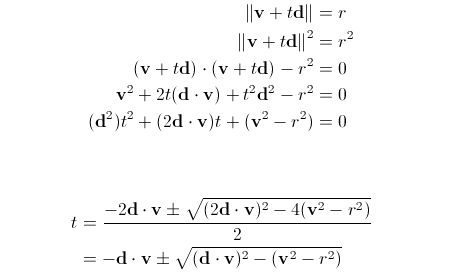 ‖v + td‖ = r
‖v + td‖² = r²
(v + td) · (v + td) − r² = 0
v² + 2t(d · v) + t²d² − r² = 0
(d²)t² + (2d · v)t + (v² − r²) = 0
t = (−2d · v ± √((2d · v)² − 4(v² − r²))) / 2
= −d · v ± √((d · v)² − (v² − r²))